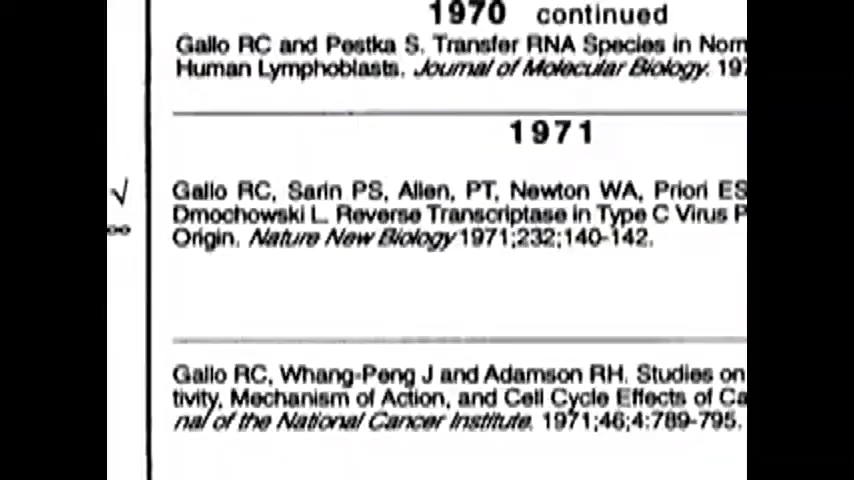 1970 continued
Gallo RC and Pestka S. Transfer RNA Species in Norm
Human Lymphoblasts. Journal of Molecular Biology. 197
1971
Gallo RC, Sarin PS, Allen, PT, Newton WA, Priori ES
Dmochowski L. Reverse Transcriptase in Type C Virus P
Origin. Nature New Biology 1971;232;140-142.
Gallo RC, Whang-Peng J and Adamson RH. Studies on
tivity, Mechanism of Action, and Cell Cycle Effects of Ca
nal of the National Cancer Institute. 1971;46;4:789-795.